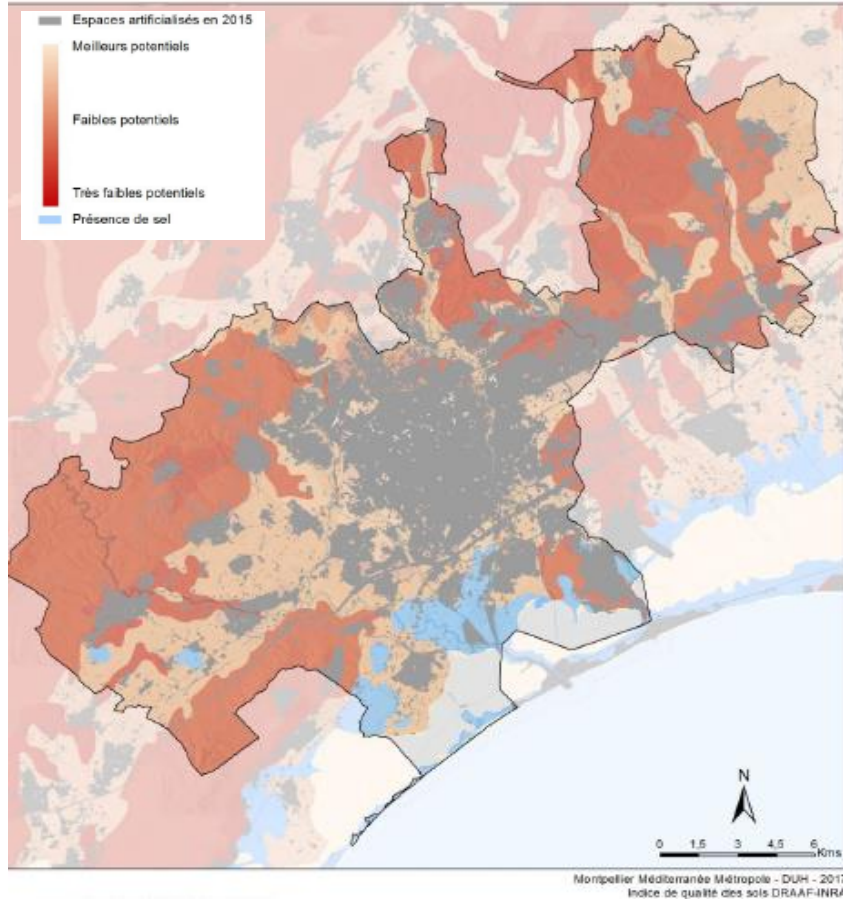 Espaces artificialisés en 2015
Meilleurs potentiels
Faibles potentiels
Très faibles potentiels
Présence de sel
N
0 1,5 3 4,5 6
Kms
Montpellier Méditerranée Métropole - DUH - 2017
Indice de qualité des sols DRAAF-INRA